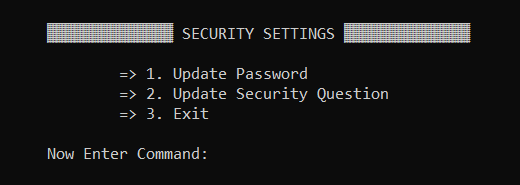 SECURITY SETTINGS
=> 1. Update Password
=> 2. Update Security Question
=> 3. Exit
Now Enter Command: